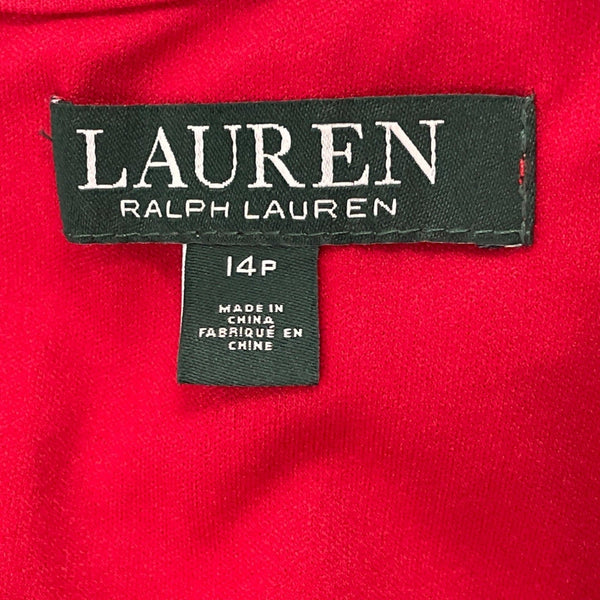 LAUREN
RALPH LAUREN
14P
MADE IN
CHINA
FABRIQUÉ EN
CHINE